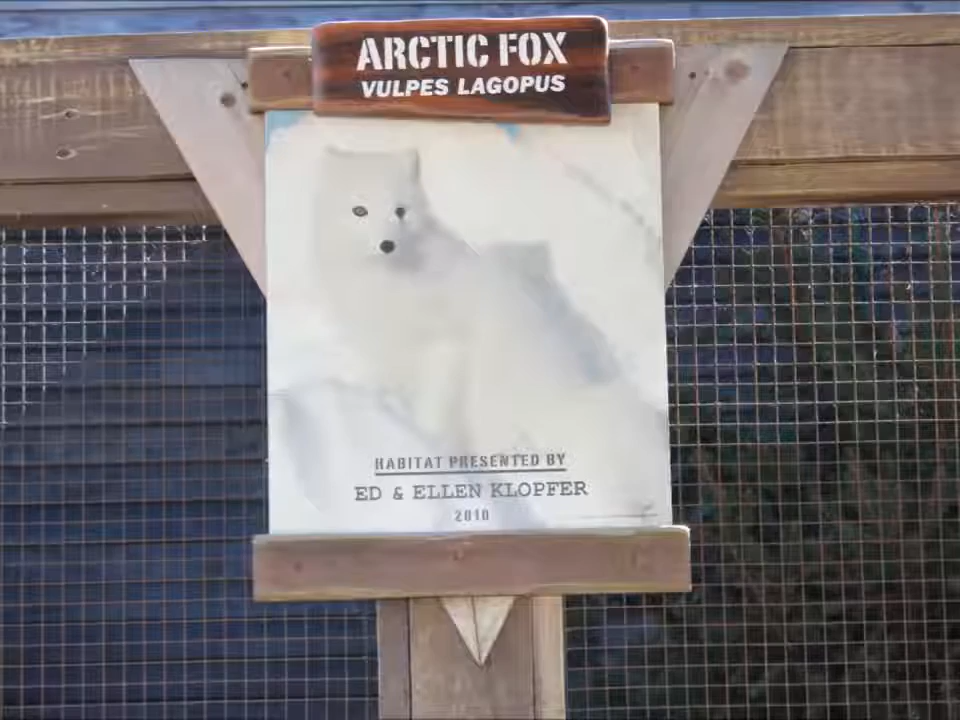 ARCTIC FOX
VULPES LAGOPUS
HABITAT PRESENTED BY
ED & ELLEN KLOPFER
2010